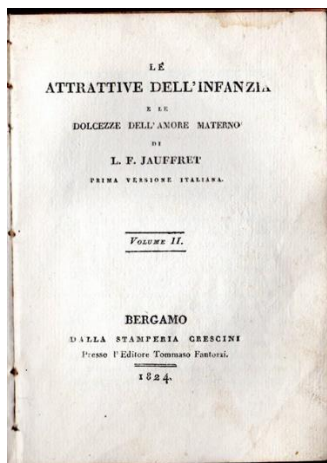 LE
ATTRATTIVE DELL'INFANZIA
E LE
DOLCEZZE DELL'AMORE MATERNO
DI
L. F. JAUFFRET
PRIMA VERSIONE ITALIANA.
VOLUME II.
BERGAMO
DALLA STAMPERIA CRESCINI
Presso l'Editore Tommaso Fantozzi.
1824.